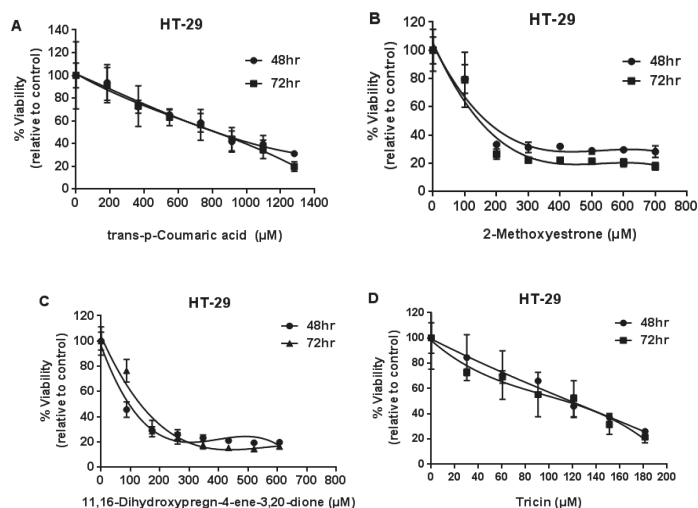 A
HT-29
120
100
80
60
40
20
0
48hr
72hr
% Viability
(relative to control)
0 200 400 600 800 1000 1200 1400
trans-p-Coumaric acid (µM)
B
HT-29
120
100
80
60
40
20
0
48hr
72hr
% Viability
(relative to control)
0 100 200 300 400 500 600 700 800
2-Methoxyestrone (µM)
C
HT-29
120
100
80
60
40
20
0
48hr
72hr
% Viability
(relative to control)
0 100 200 300 400 500 600 700 800
11,16-Dihydroxypregn-4-ene-3,20-dione (µM)
D
HT-29
120
100
80
60
40
20
0
48hr
72hr
% Viability
(relative to control)
0 20 40 60 80 100 120 140 160 180 200
Tricin (µM)